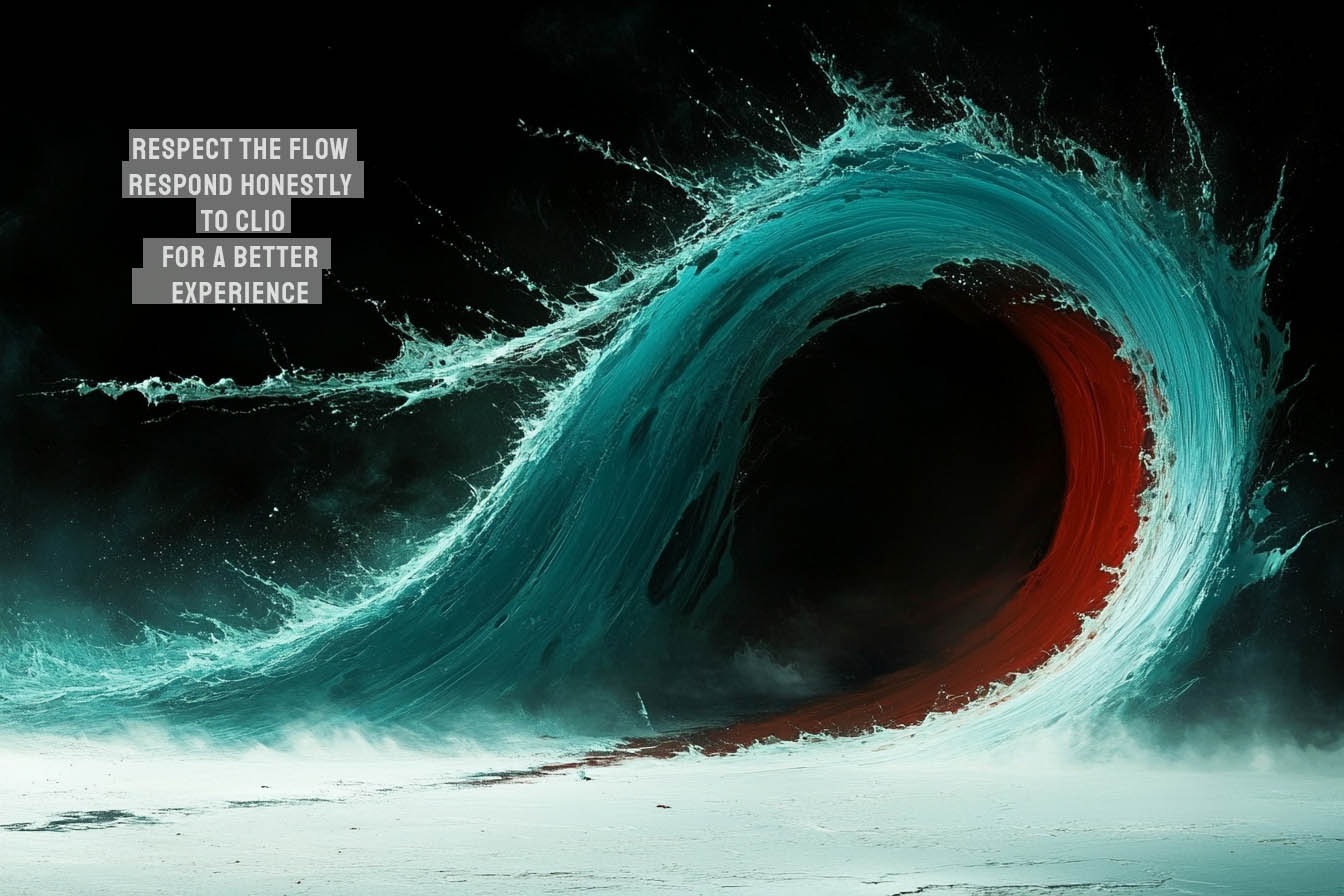 RESPECT THE FLOW
RESPOND HONESTLY
TO CLIO
FOR A BETTER
EXPERIENCE